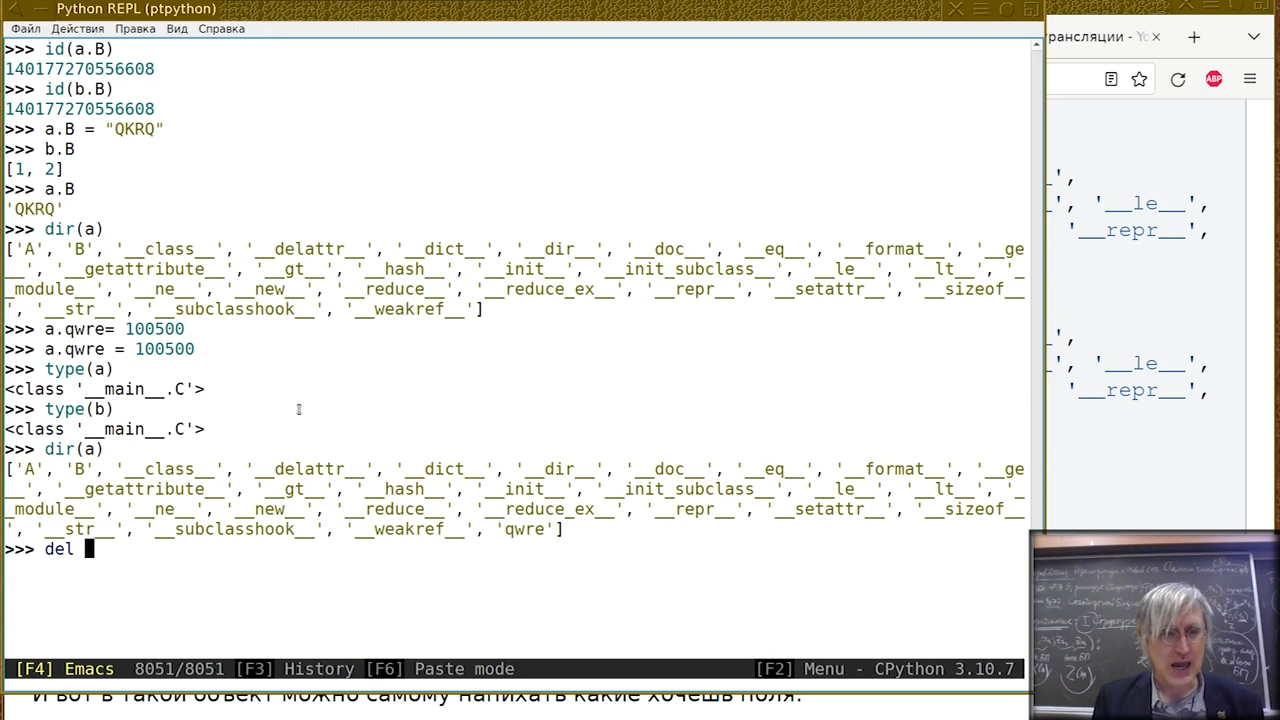 Python REPL (ptpython)
Файл Действия Правка Вид Справка
>>> id(a.B)
140177270556608
>>> id(b.B)
140177270556608
>>> a.B = "QKRQ"
>>> b.B
[1, 2]
>>> a.B
'QKRQ'
>>> dir(a)
['A', 'B', '__class__', '__delattr__', '__dict__', '__dir__', '__doc__', '__eq__', '__format__', '__ge
__', '__getattribute__', '__gt__', '__hash__', '__init__', '__init_subclass__', '__le__', '__lt__', '_
_module__', '__ne__', '__new__', '__reduce__', '__reduce_ex__', '__repr__', '__setattr__', '__sizeof__
', '__str__', '__subclasshook__', '__weakref__']
>>> a.qwre= 100500
>>> a.qwre = 100500
>>> type(a)
<class '__main__.C'>
>>> type(b)
<class '__main__.C'>
>>> dir(a)
['A', 'B', '__class__', '__delattr__', '__dict__', '__dir__', '__doc__', '__eq__', '__format__', '__ge
__', '__getattribute__', '__gt__', '__hash__', '__init__', '__init_subclass__', '__le__', '__lt__', '_
_module__', '__ne__', '__new__', '__reduce__', '__reduce_ex__', '__repr__', '__setattr__', '__sizeof__
', '__str__', '__subclasshook__', '__weakref__', 'qwre']
>>> del
[F4] Emacs 8051/8051 [F3] History [F6] Paste mode [F2] Menu - CPython 3.10.7
трансляции - Yo
ABP
_',
_', '__le__',
'__repr__',
_',
_', '__le__',
'__repr__',
И вот в такой объект можно самому напихать какие хочешь поля.